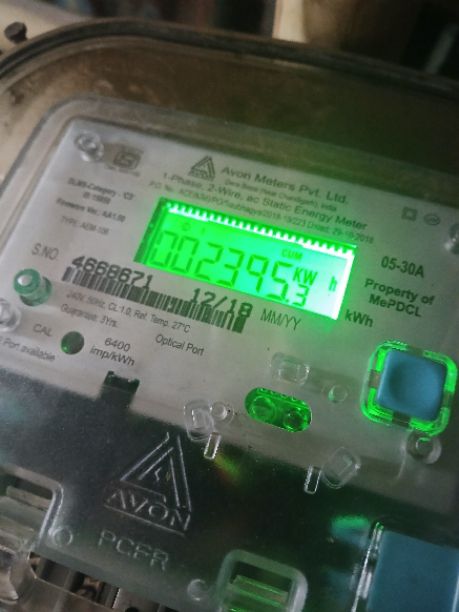 Avon Meters Pvt. Ltd.
1-Phase, 2-Wire, ac Static Energy Meter
CUM
002395.3 KW h
kWh
05-30A
Property of
MePDCL
S.NO.
4668671
12/18
MM/YY
240V, 50Hz, CL:1.0, Ref. Temp. 27°C
Guarantee: 3Yrs.
CAL
6400
imp/kWh
Optical Port
Port available
AVON